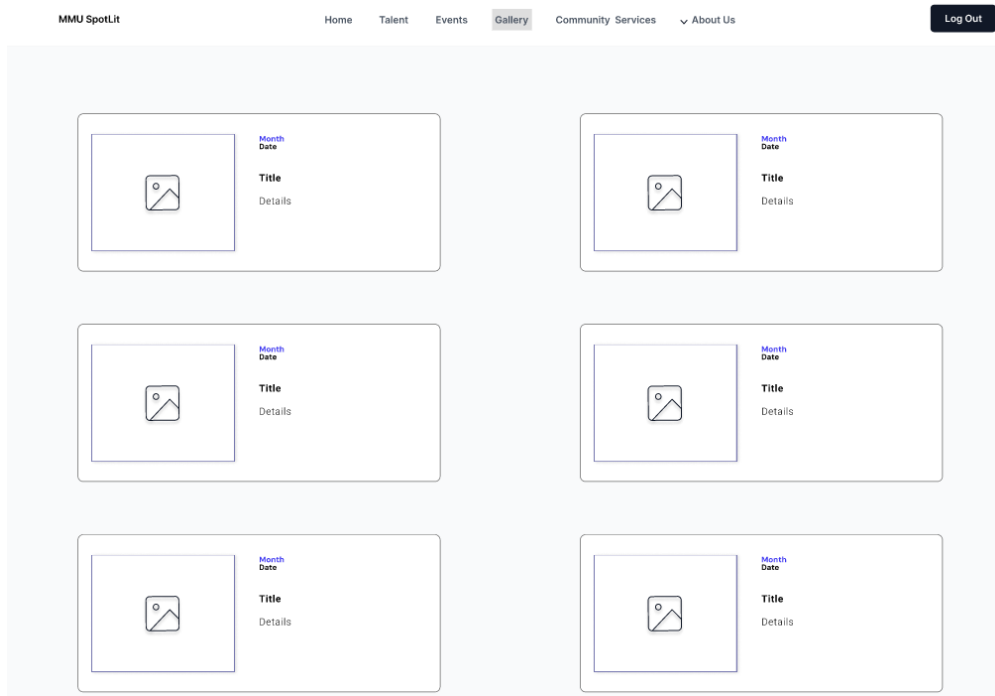 MMU SpotLit Home Talent Events Gallery Community Services About Us Log Out
Month
Date
Title
Details
Month
Date
Title
Details
Month
Date
Title
Details
Month
Date
Title
Details
Month
Date
Title
Details
Month
Date
Title
Details